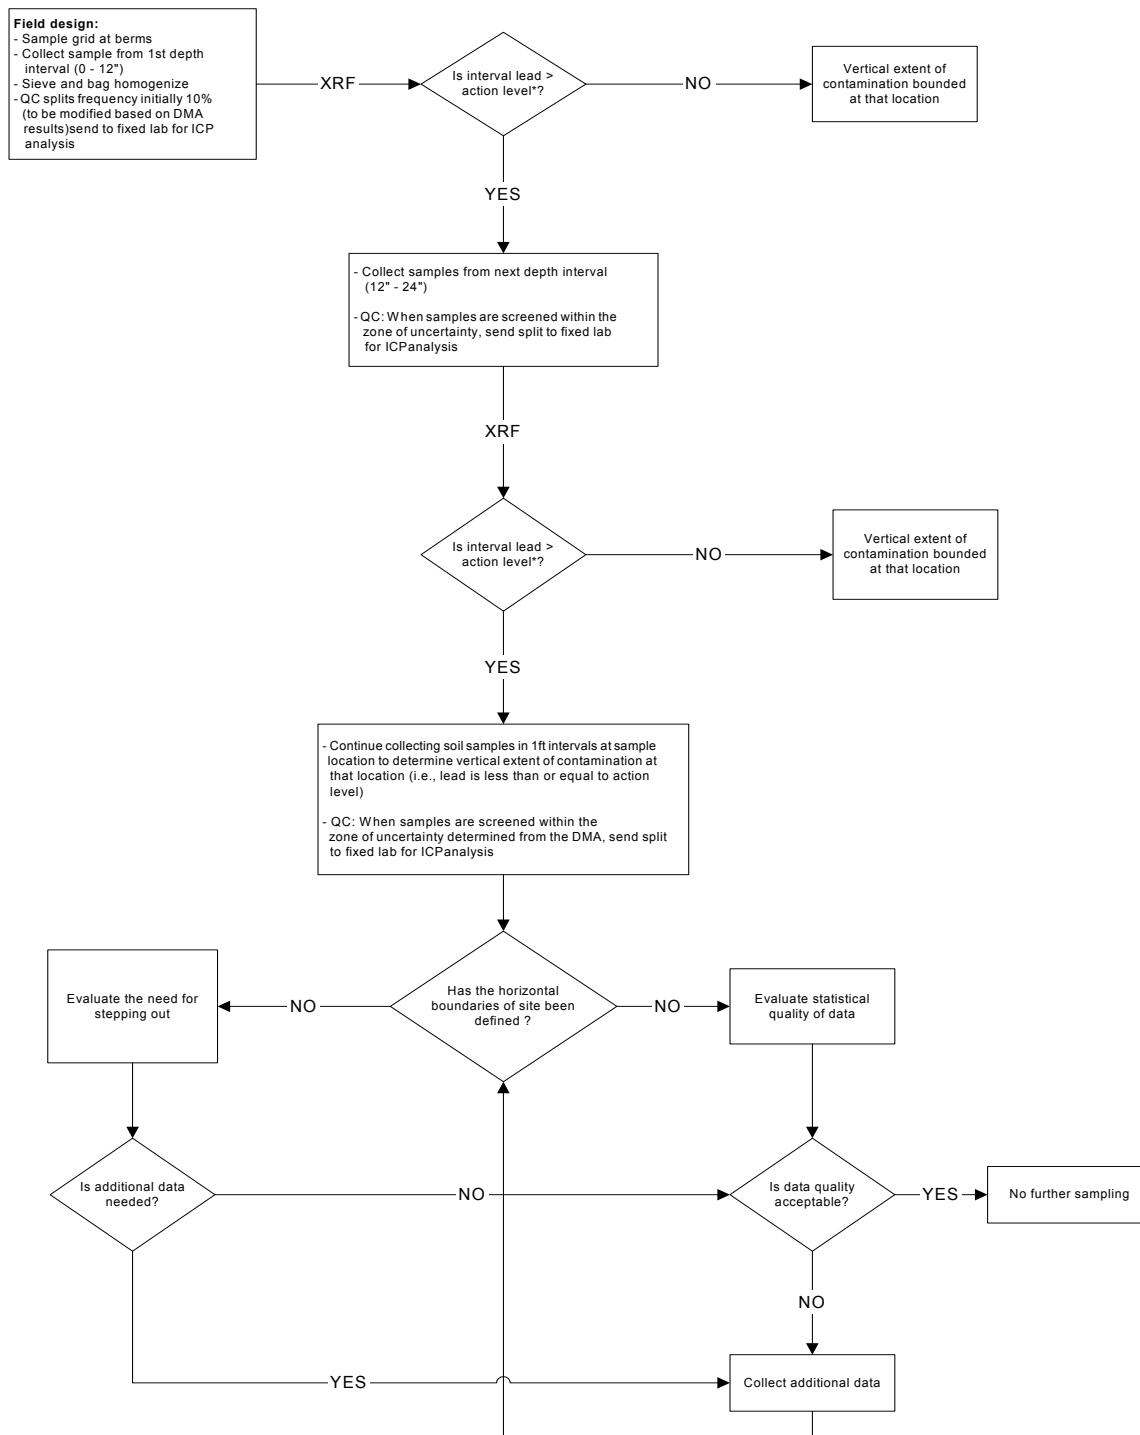 Field design:
- Sample grid at berms
- Collect sample from 1st depth
interval (0 - 12")
- Sieve and bag homogenize
- QC splits frequency initially 10%
(to be modified based on DMA
results)send to fixed lab for ICP
analysis
XRF
Is interval lead >
action level*?
NO
Vertical extent of
contamination bounded
at that location
YES
- Collect samples from next depth interval
(12" - 24")
- QC: When samples are screened within the
zone of uncertainty, send split to fixed lab
for ICPanalysis
XRF
Is interval lead >
action level*?
NO
Vertical extent of
contamination bounded
at that location
YES
- Continue collecting soil samples in 1ft intervals at sample
location to determine vertical extent of contamination at
that location (i.e., lead is less than or equal to action
level)
- QC: When samples are screened within the
zone of uncertainty determined from the DMA, send split
to fixed lab for ICPanalysis
Evaluate the need for
stepping out
NO
Has the horizontal
boundaries of site been
defined ?
NO
Evaluate statistical
quality of data
Is additional data
needed?
NO
Is data quality
acceptable?
YES
No further sampling
NO
YES
Collect additional data